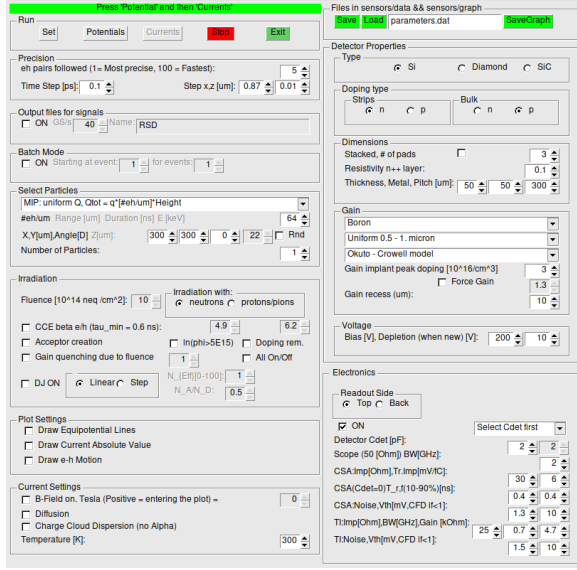 Press 'Potential' and then 'Currents'
Run
Set Potentials Currents Stop Exit
Precision
eh pairs followed (1= Most precise, 100 = Fastest): 5
Time Step [ps]: 0.1 Step x,z [um]: 0.87 0.01
Output files for signals
ON GS/s 40 Name: RSD
Batch Mode
ON Starting at event: 1 for events: 1
Select Particles
MIP: uniform Q, Qtot = q*[#eh/um]*Height
#eh/um Range [um] Duration [ns] E [keV] 64
X,Y[um],Angle[D] Z[um]: 300 300 0 22 Rnd
Number of Particles: 1
Irradiation
Fluence [10^14 neq /cm^2]: 10
Irradiation with:
neutrons protons/pions
CCE beta e/h (tau_min = 0.6 ns): 4.9 6.2
Acceptor creation ln(phi>5E15) Doping rem.
Gain quenching due to fluence 1 All On/Off
DJ ON Linear Step N_{Eff}[0-100]: 1
N_A/N_D: 0.5
Plot Settings
Draw Equipotential Lines
Draw Current Absolute Value
Draw e-h Motion
Current Settings
B-Field on. Tesla (Positive = entering the plot) = 0
Diffusion
Charge Cloud Dispersion (no Alpha)
Temperature [K]: 300
Files in sensors/data && sensors/graph
Save Load parameters.dat SaveGraph
Detector Properties
Type
Si Diamond SiC
Doping type
Strips Bulk
n p n p
Dimensions
Stacked, # of pads 3
Resistivity n++ layer: 0.1
Thickness, Metal, Pitch [um]: 50 50 300
Gain
Boron
Uniform 0.5 - 1. micron
Okuto - Crowell model
Gain implant peak doping [10^16/cm^3] 3
Force Gain 1.3
Gain recess (um): 10
Voltage
Bias [V], Depletion (when new) [V]: 200 10
Electronics
Readout Side
Top Back
ON Select Cdet first
Detector Cdet [pF]: 2 2
Scope (50 [Ohm]) BW[GHz]: 2
CSA:Imp[Ohm],Tr.Imp[mV/fC]: 30 6
CSA(Cdet=0)T_r,f(10-90%)[ns]: 0.4 0.4
CSA:Noise,Vth[mV,CFD if<1]: 1.3 10
TI:Imp[Ohm],BW[GHz],Gain [kOhm]: 25 0.7 4.7
TI:Noise,Vth[mV,CFD if<1]: 1.5 10